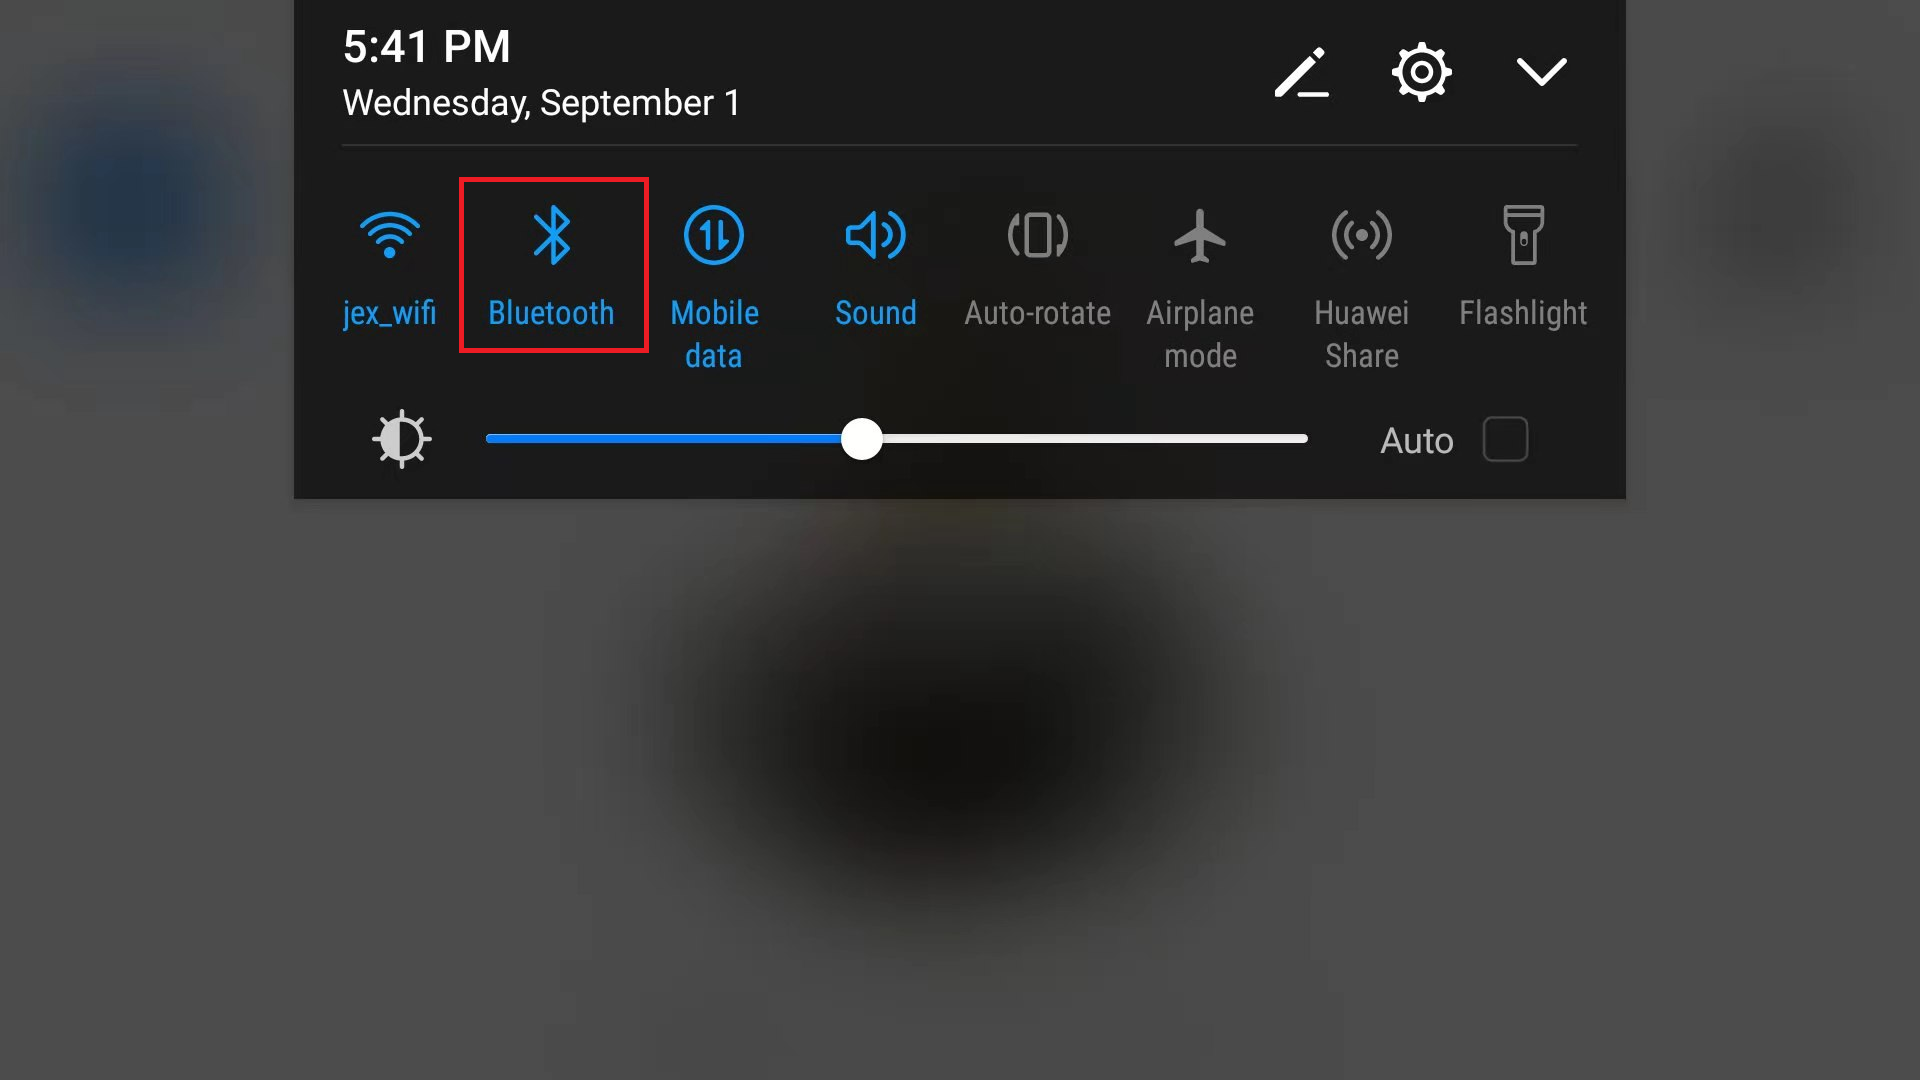 5:41 PM
Wednesday, September 1
jex_wifi
Bluetooth
Mobile
data
Sound
Auto-rotate
Airplane
mode
Huawei
Share
Flashlight
Auto